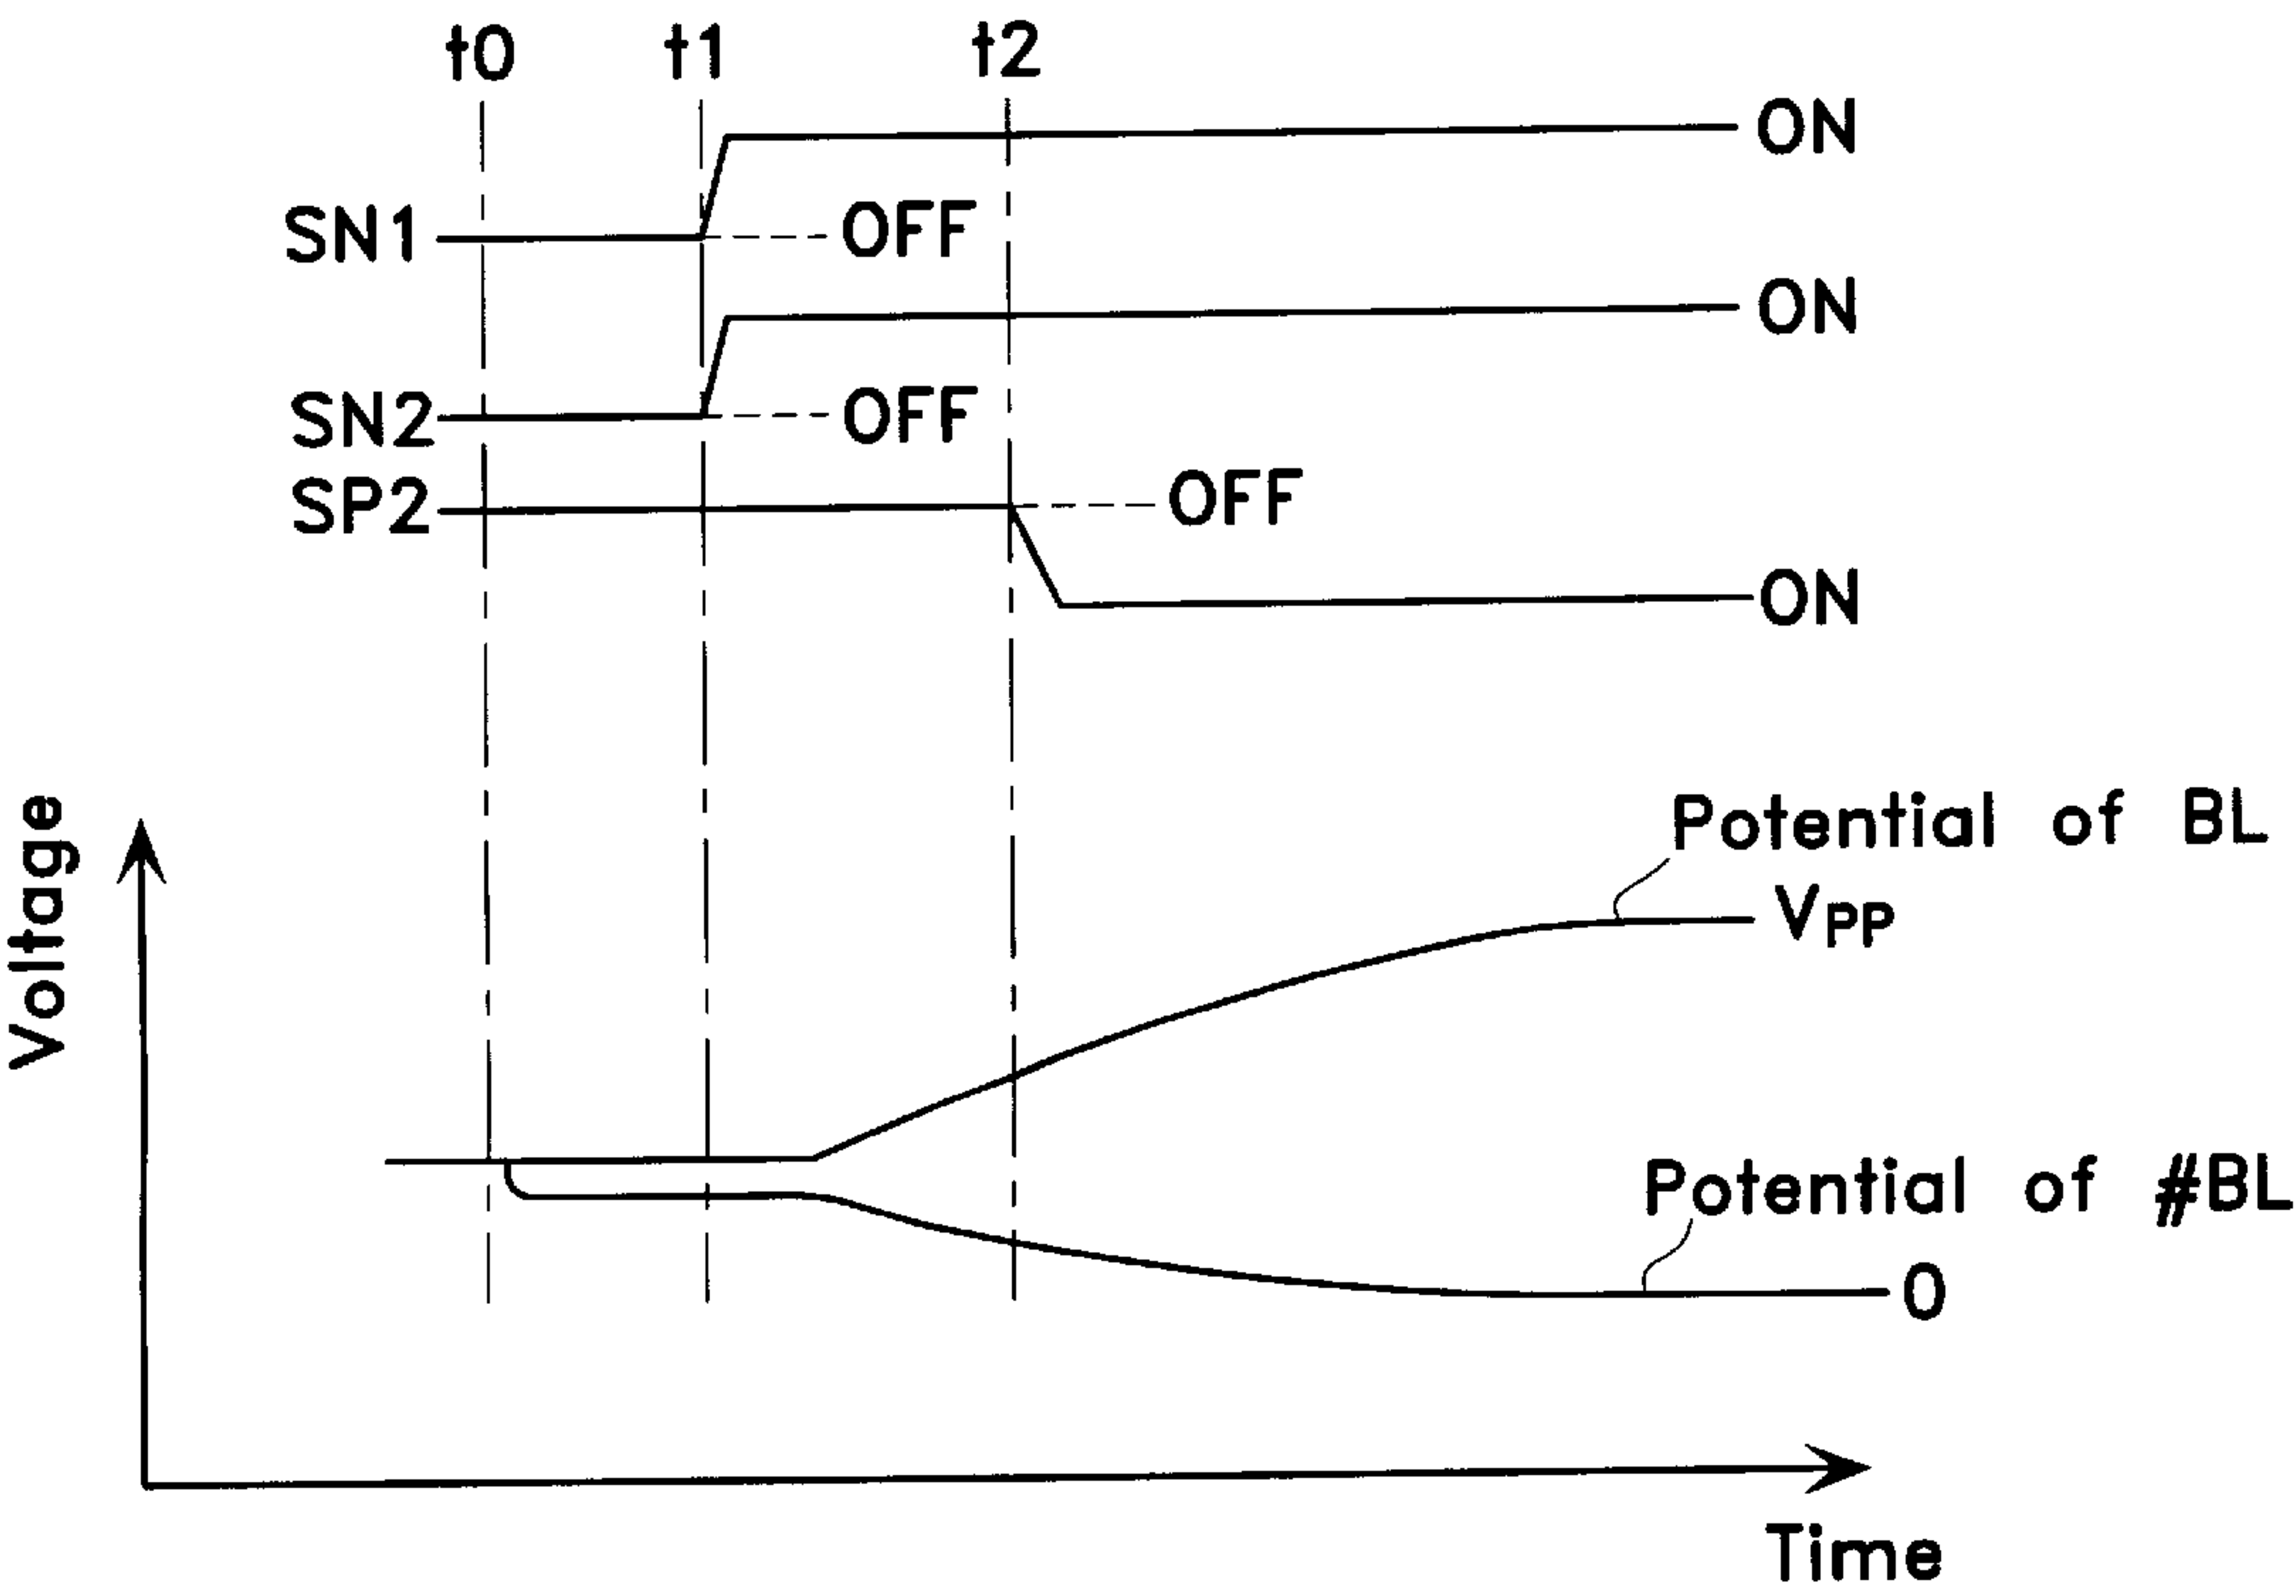 t0 t1 t2
ON
SN1 OFF
ON
SN2 OFF
SP2 OFF
ON
Voltage
Potential of BL
VPP
Potential of #BL
0
Time